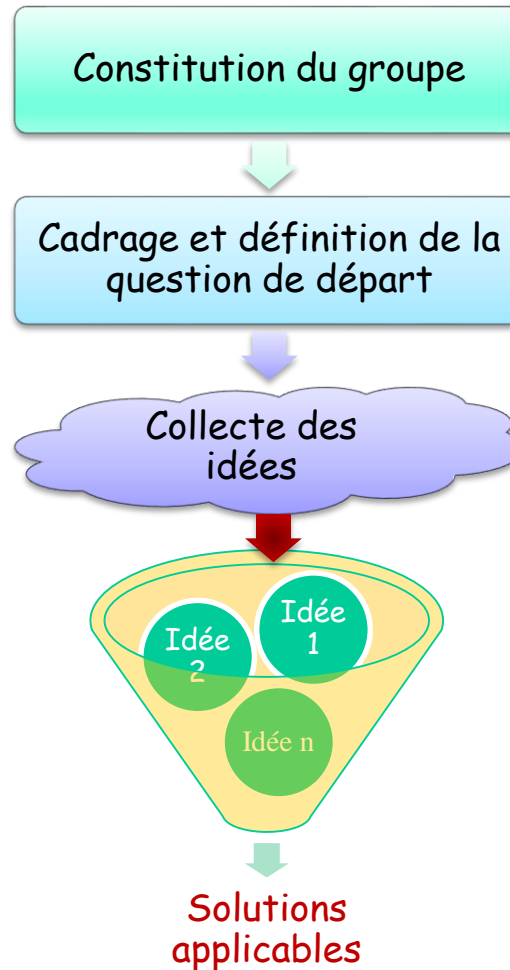 Constitution du groupe
Cadrage et définition de la
question de départ
Collecte des
idées
Idée
1
Idée
2
Idée n
Solutions
applicables